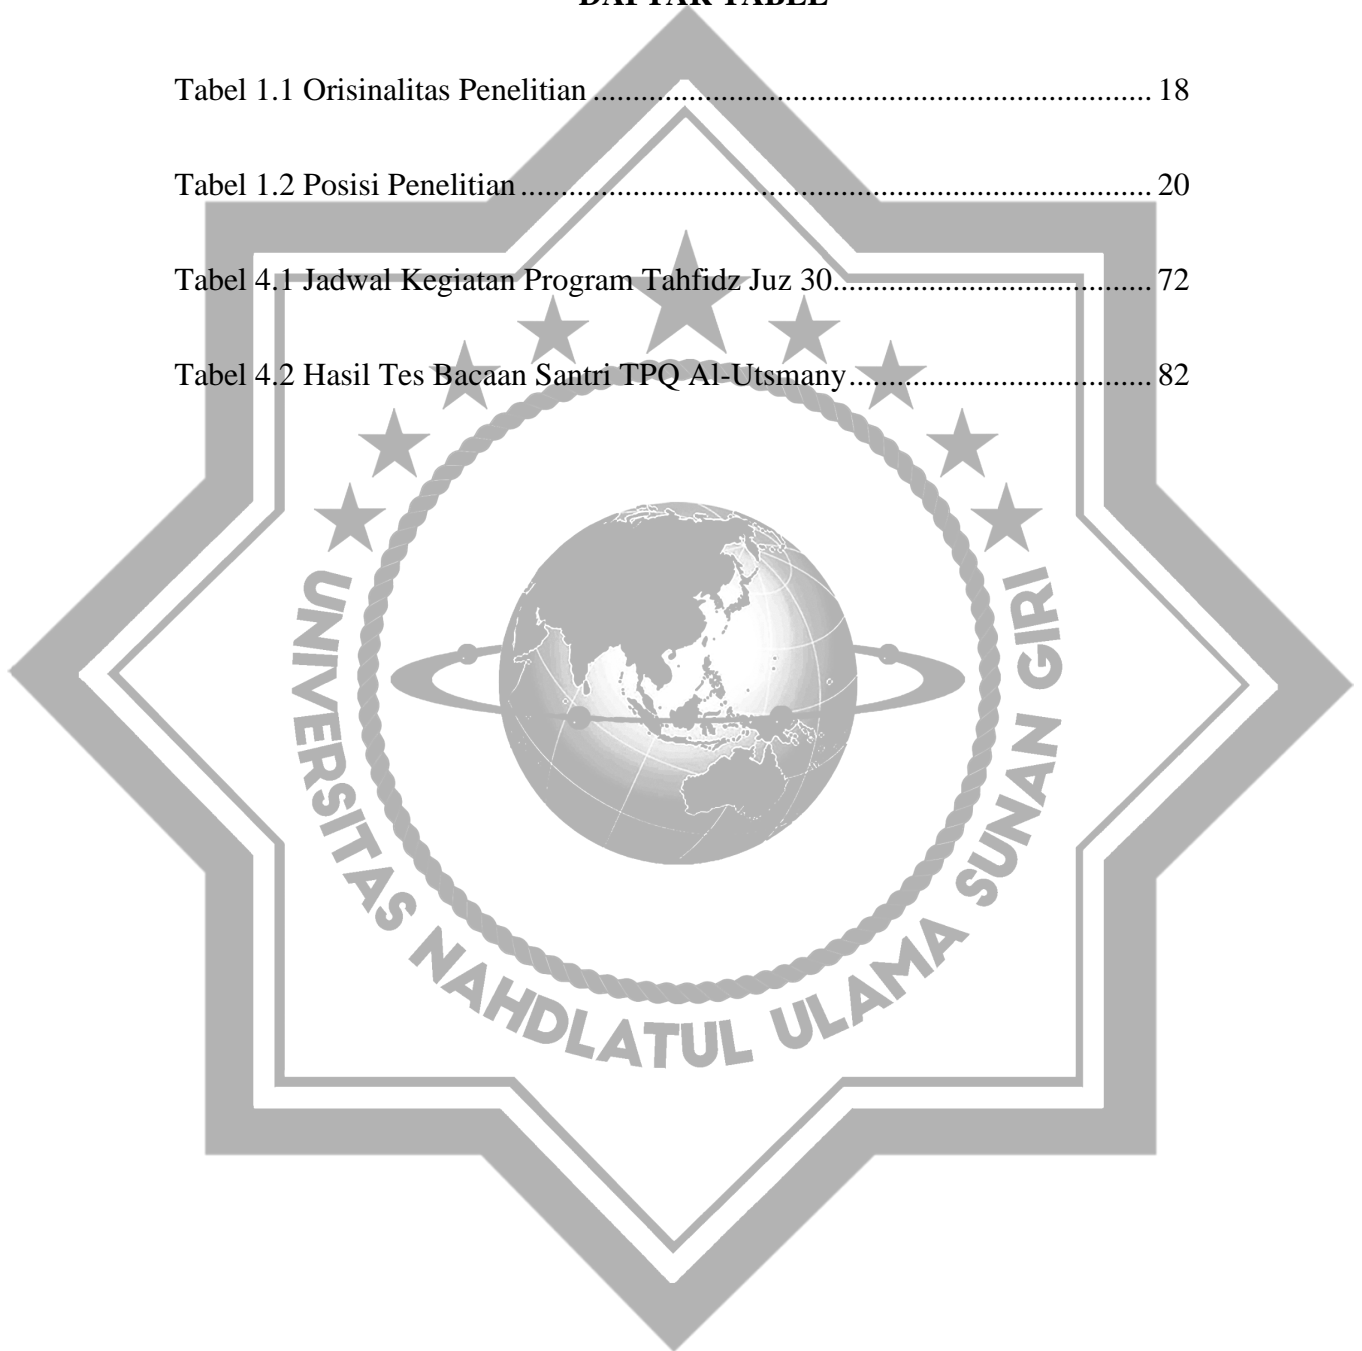 DAFTAR TABEL
Tabel 1.1 Orisinalitas Penelitian ...................................................................... 18
Tabel 1.2 Posisi Penelitian ............................................................................... 20
Tabel 4.1 Jadwal Kegiatan Program Tahfidz Juz 30........................................ 72
Tabel 4.2 Hasil Tes Bacaan Santri TPQ Al-Utsmany ...................................... 82
UNIVERSITAS NAHDLATUL ULAMA SUNAN GIRI